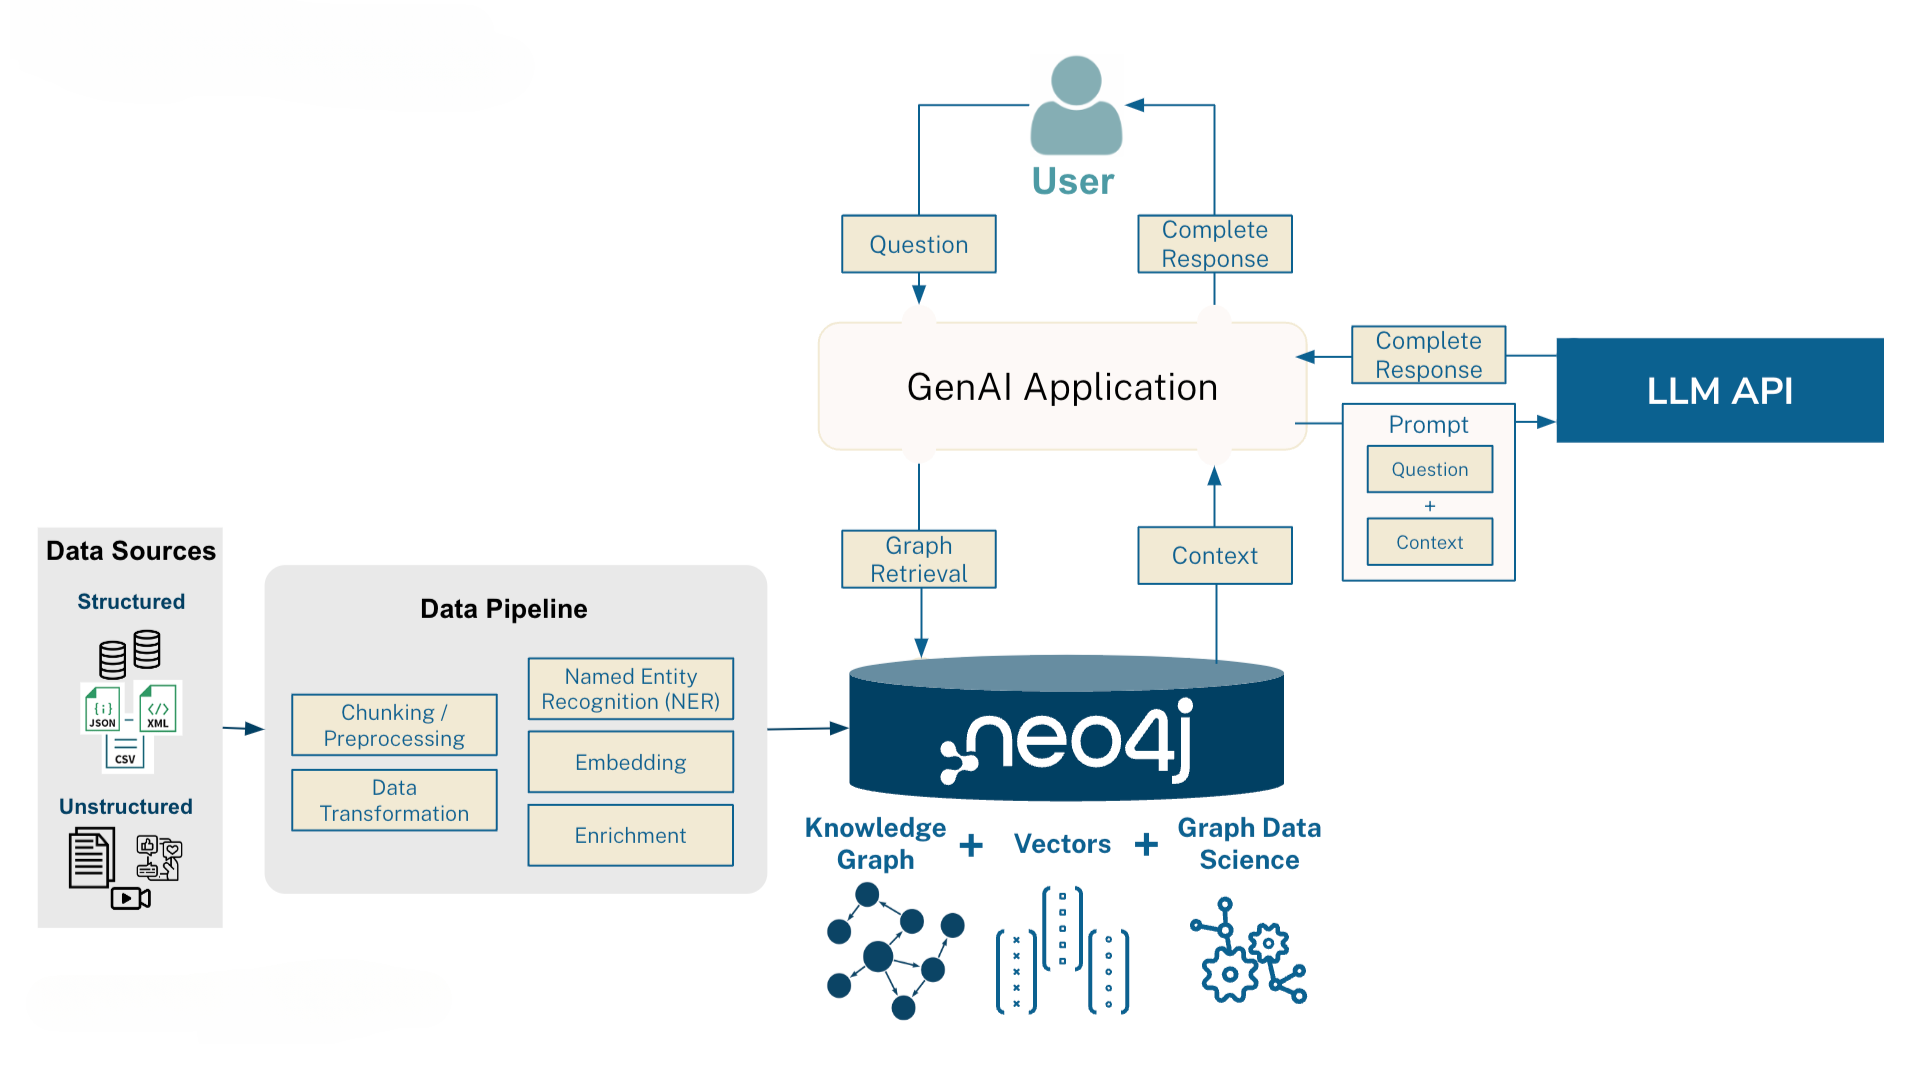 User
Question
Complete
Response
GenAI Application
Complete
Response
LLM API
Prompt
Question
+
Context
Graph
Retrieval
Context
Data Sources
Structured
{i}
JSON
</>
XML
CSV
Unstructured
Data Pipeline
Chunking /
Preprocessing
Data
Transformation
Named Entity
Recognition (NER)
Embedding
Enrichment
neo4j
Knowledge
Graph
+
Vectors
+
Graph Data
Science